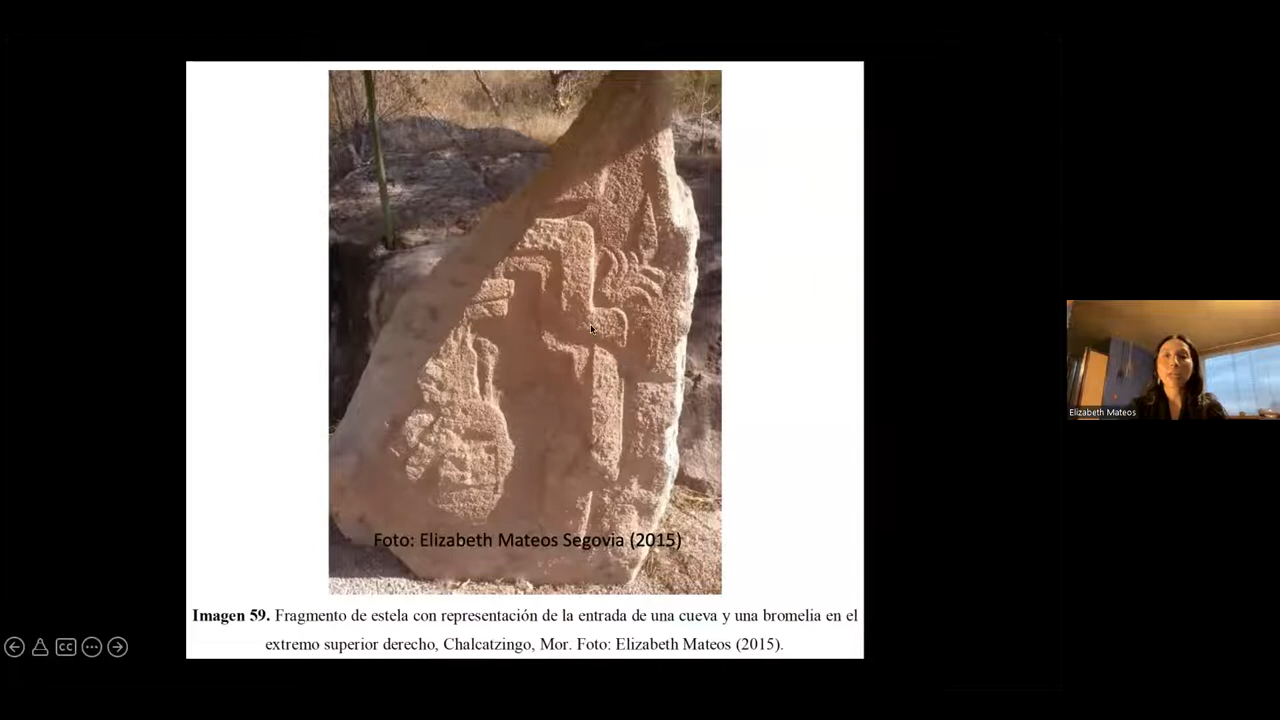 Foto: Elizabeth Mateos Segovia (2015)
Imagen 59. Fragmento de estela con representación de la entrada de una cueva y una bromelia en el
extremo superior derecho, Chalcatzingo, Mor. Foto: Elizabeth Mateos (2015).
Elizabeth Mateos
CC